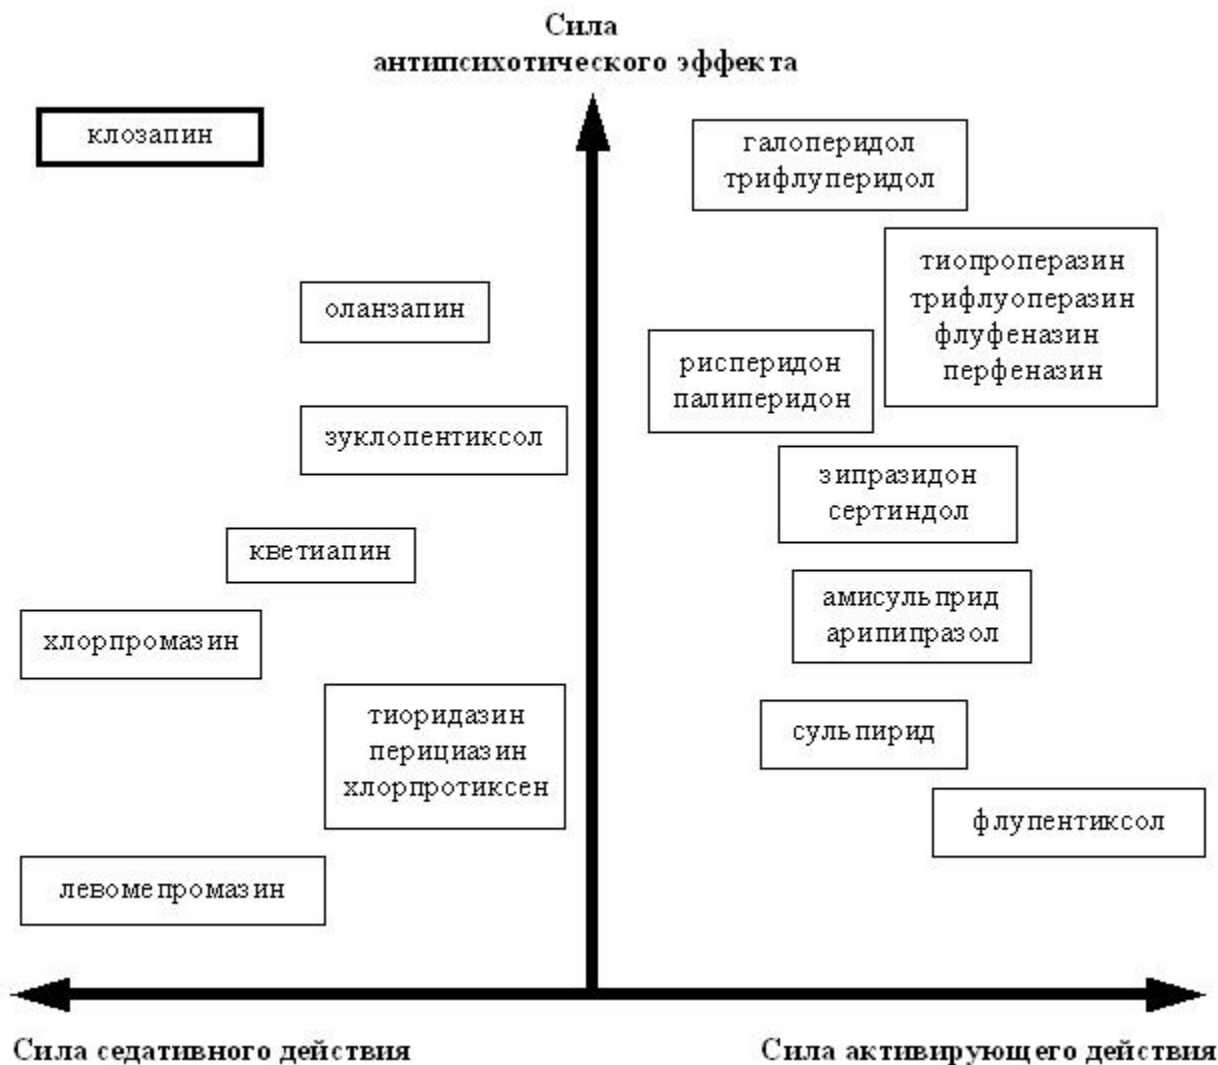 Сила
антипсихотического эффекта
клозапин
галоперидол
трифлуперидол
тиопроперазин
трифлуоперазин
флуфеназин
перфеназин
оланзапин
рисперидон
палиперидон
зуклопентиксол
зипразидон
сертиндол
кветиапин
амисульприд
арипипразол
хлорпромазин
тиоридазин
перициазин
хлорпротиксен
сульпирид
флупентиксол
левомепромазин
Сила седативного действия
Сила активирующего действия